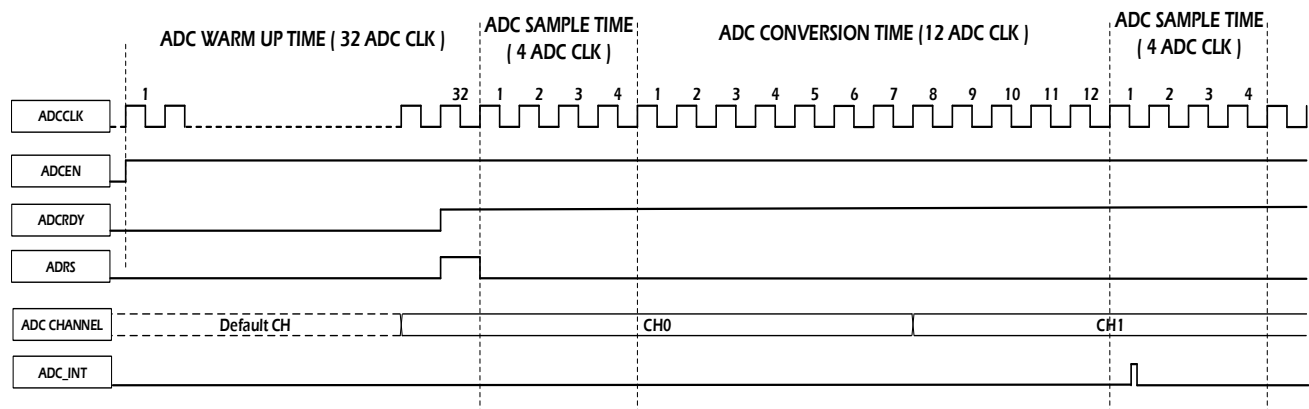 ADC WARM UP TIME ( 32 ADC CLK )
ADC SAMPLE TIME
( 4 ADC CLK )
ADC CONVERSION TIME (12 ADC CLK )
ADC SAMPLE TIME
( 4 ADC CLK )
ADCCLK
1 32 1 2 3 4 1 2 3 4 5 6 7 8 9 10 11 12 1 2 3 4
ADCEN
ADCRDY
ADRS
ADC CHANNEL Default CH CH0 CH1
ADC_INT